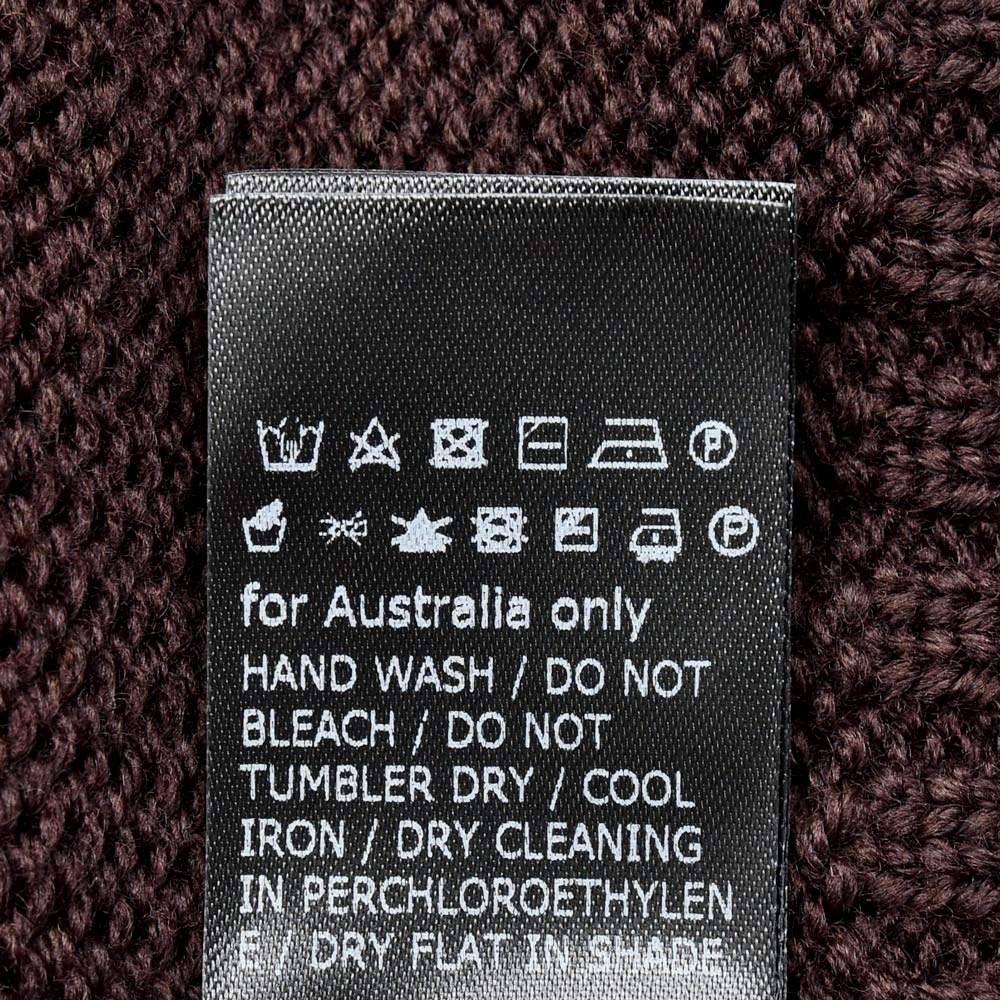 P
P
for Australia only
HAND WASH / DO NOT
BLEACH / DO NOT
TUMBLER DRY / COOL
IRON / DRY CLEANING
IN PERCHLOROETHYLEN
E / DRY FLAT IN SHADE